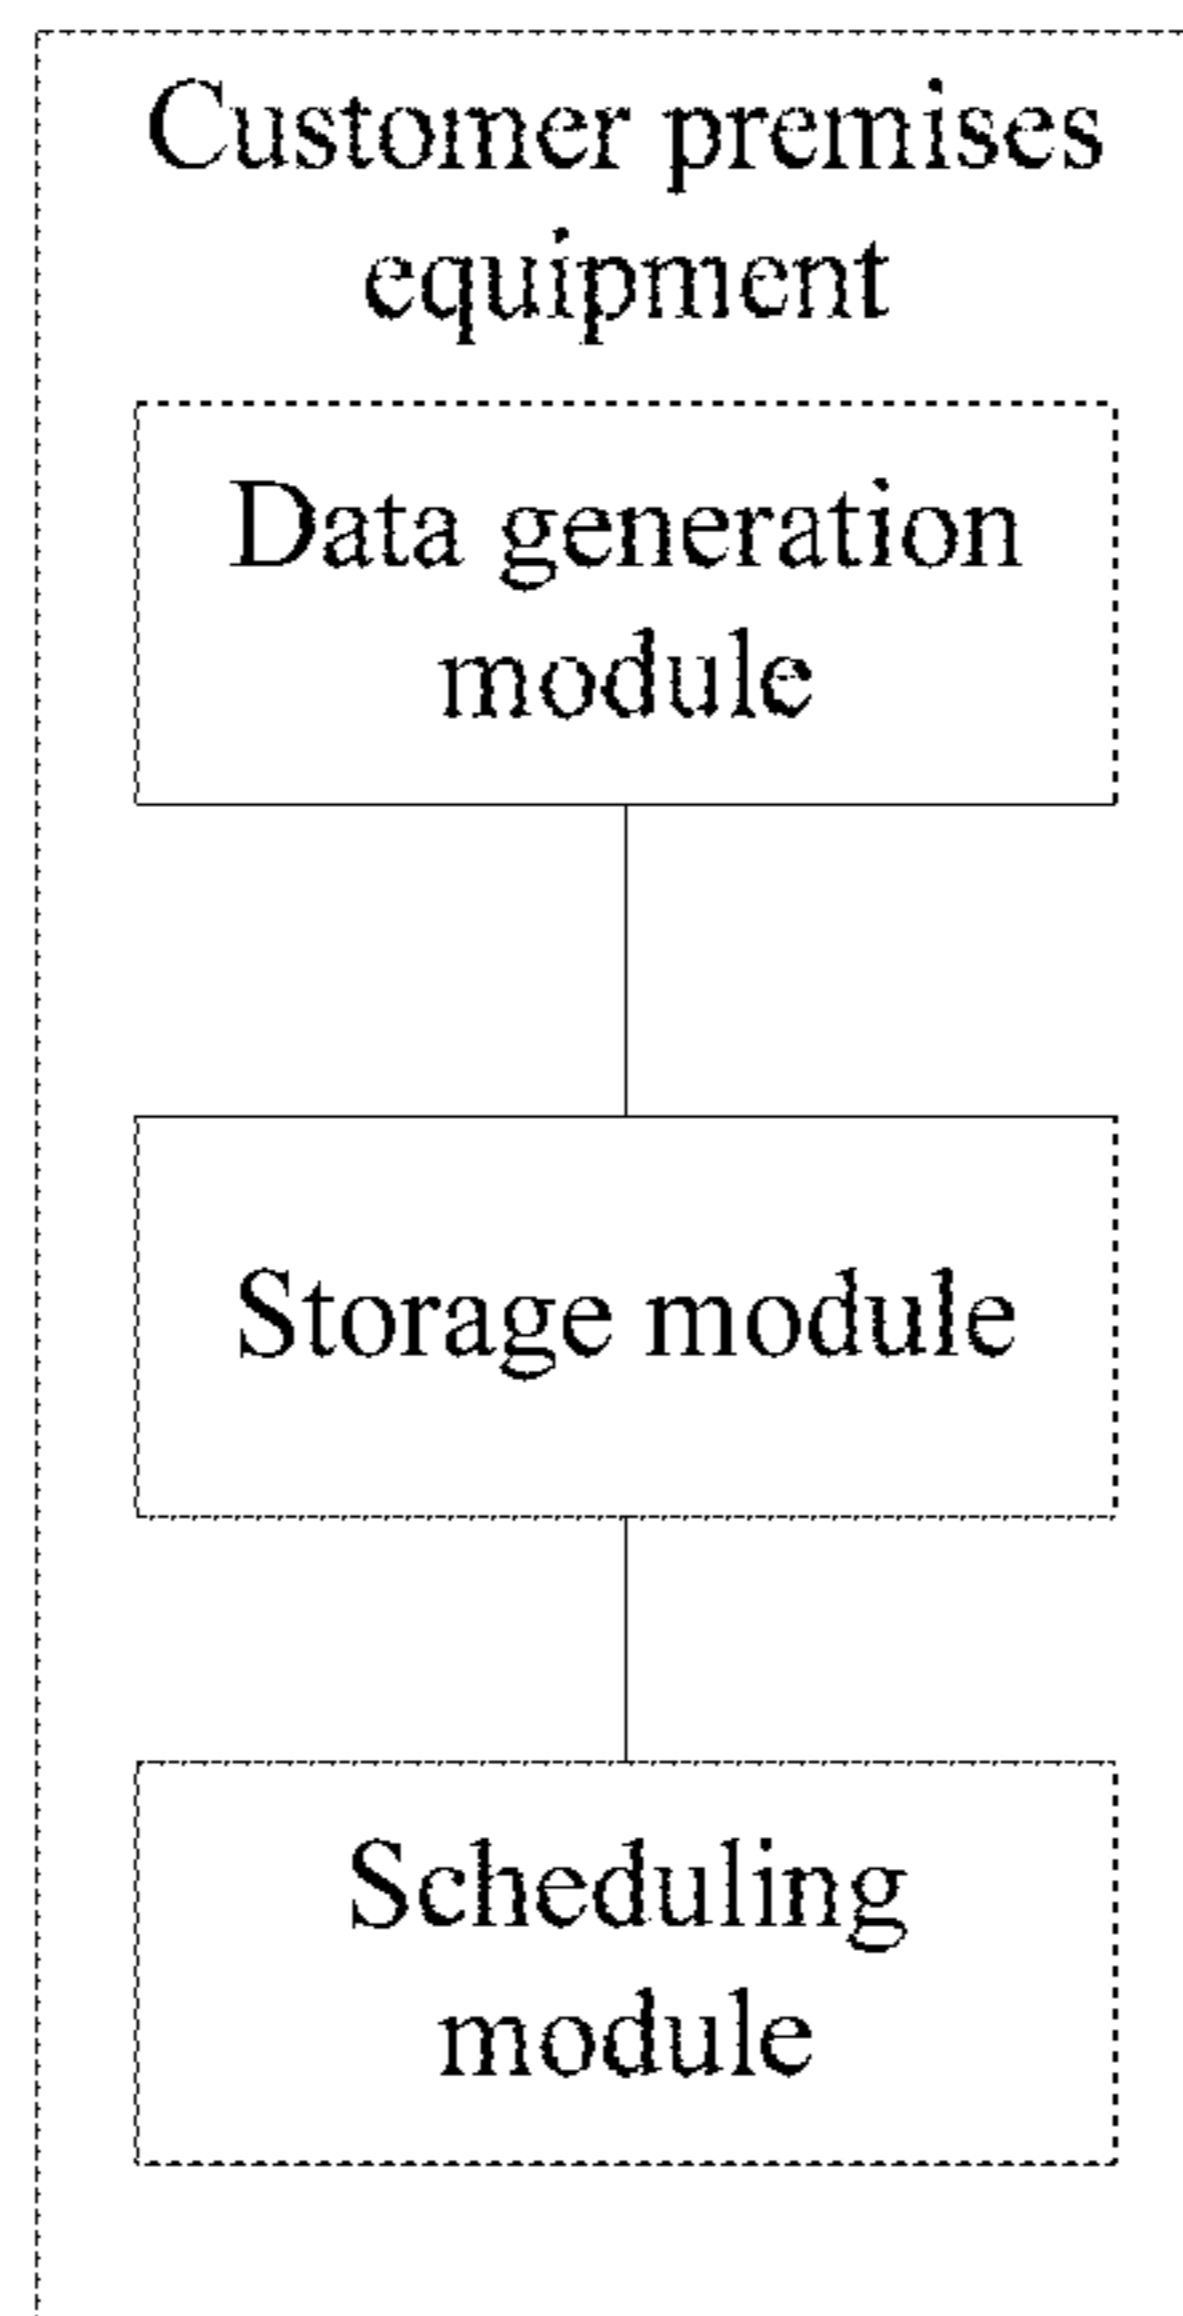 Customer premises
equipment
Data generation
module
Storage module
Scheduling
module